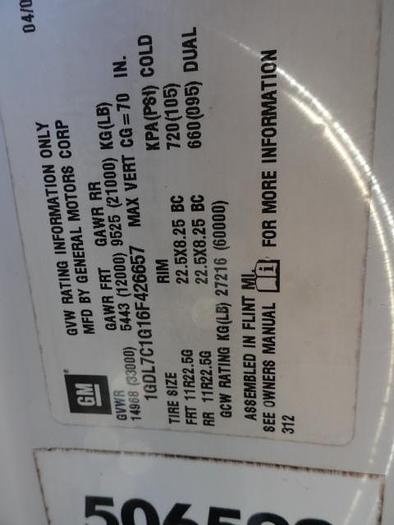 04/0
GVW RATING INFORMATION ONLY
MFD BY GENERAL MOTORS CORP
GM
GVWR GAWR FRT GAWR RR
14968 (33000) 5443 (12000) 9525 (21000) KG(LB)
1GDL7C1G16F426657 MAX VERT CG=70 IN.
TIRE SIZE RIM KPA(PSI) COLD
FRT 11R22.5G 22.5X8.25 BC 720(105)
RR 11R22.5G 22.5X8.25 BC 660(095) DUAL
GCW RATING KG(LB) 27216 (60000)
ASSEMBLED IN FLINT MI.
SEE OWNERS MANUAL FOR MORE INFORMATION
312